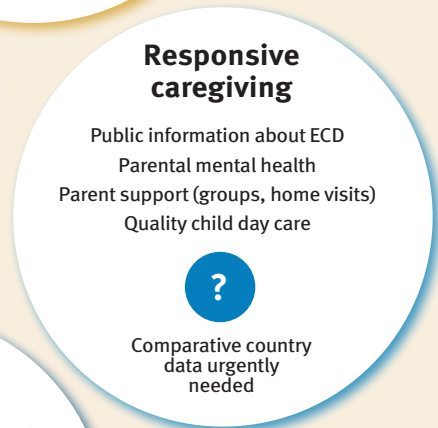 Responsive
caregiving
Public information about ECD
Parental mental health
Parent support (groups, home visits)
Quality child day care
?
Comparative country
data urgently
needed